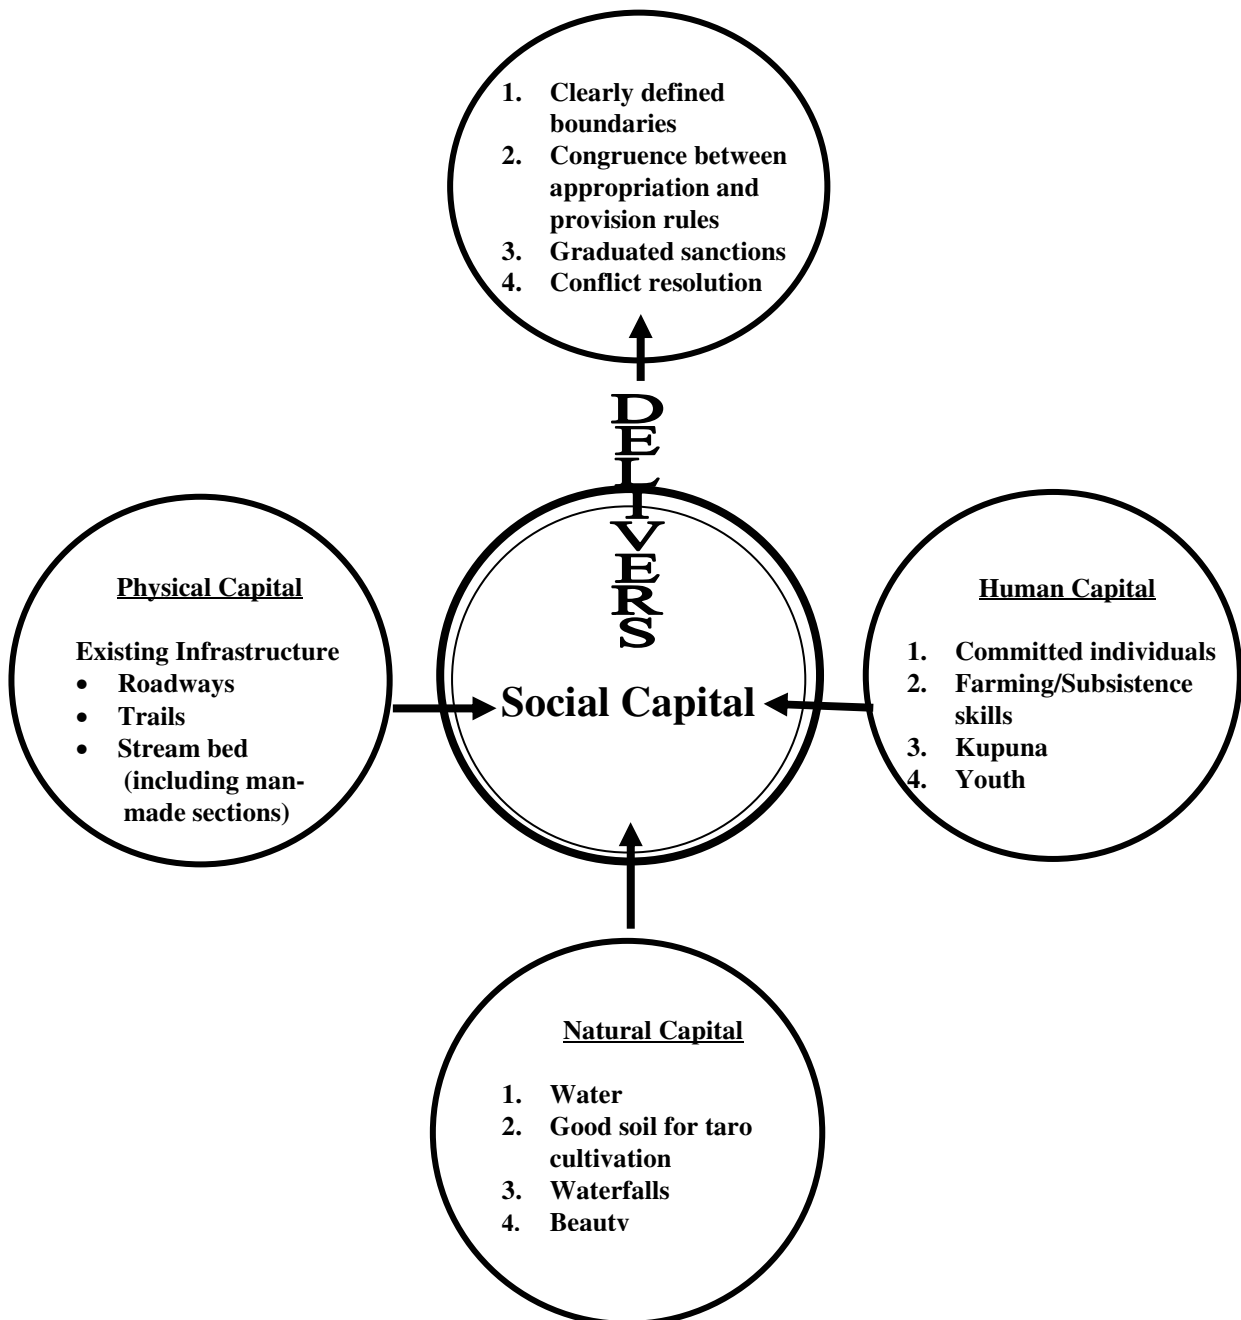 1. Clearly defined
boundaries
2. Congruence between
appropriation and
provision rules
3. Graduated sanctions
4. Conflict resolution
DELIVERS
Physical Capital
Existing Infrastructure
• Roadways
• Trails
• Stream bed
(including man-
made sections)
Social Capital
Human Capital
1. Committed individuals
2. Farming/Subsistence
skills
3. Kupuna
4. Youth
Natural Capital
1. Water
2. Good soil for taro
cultivation
3. Waterfalls
4. Beauty